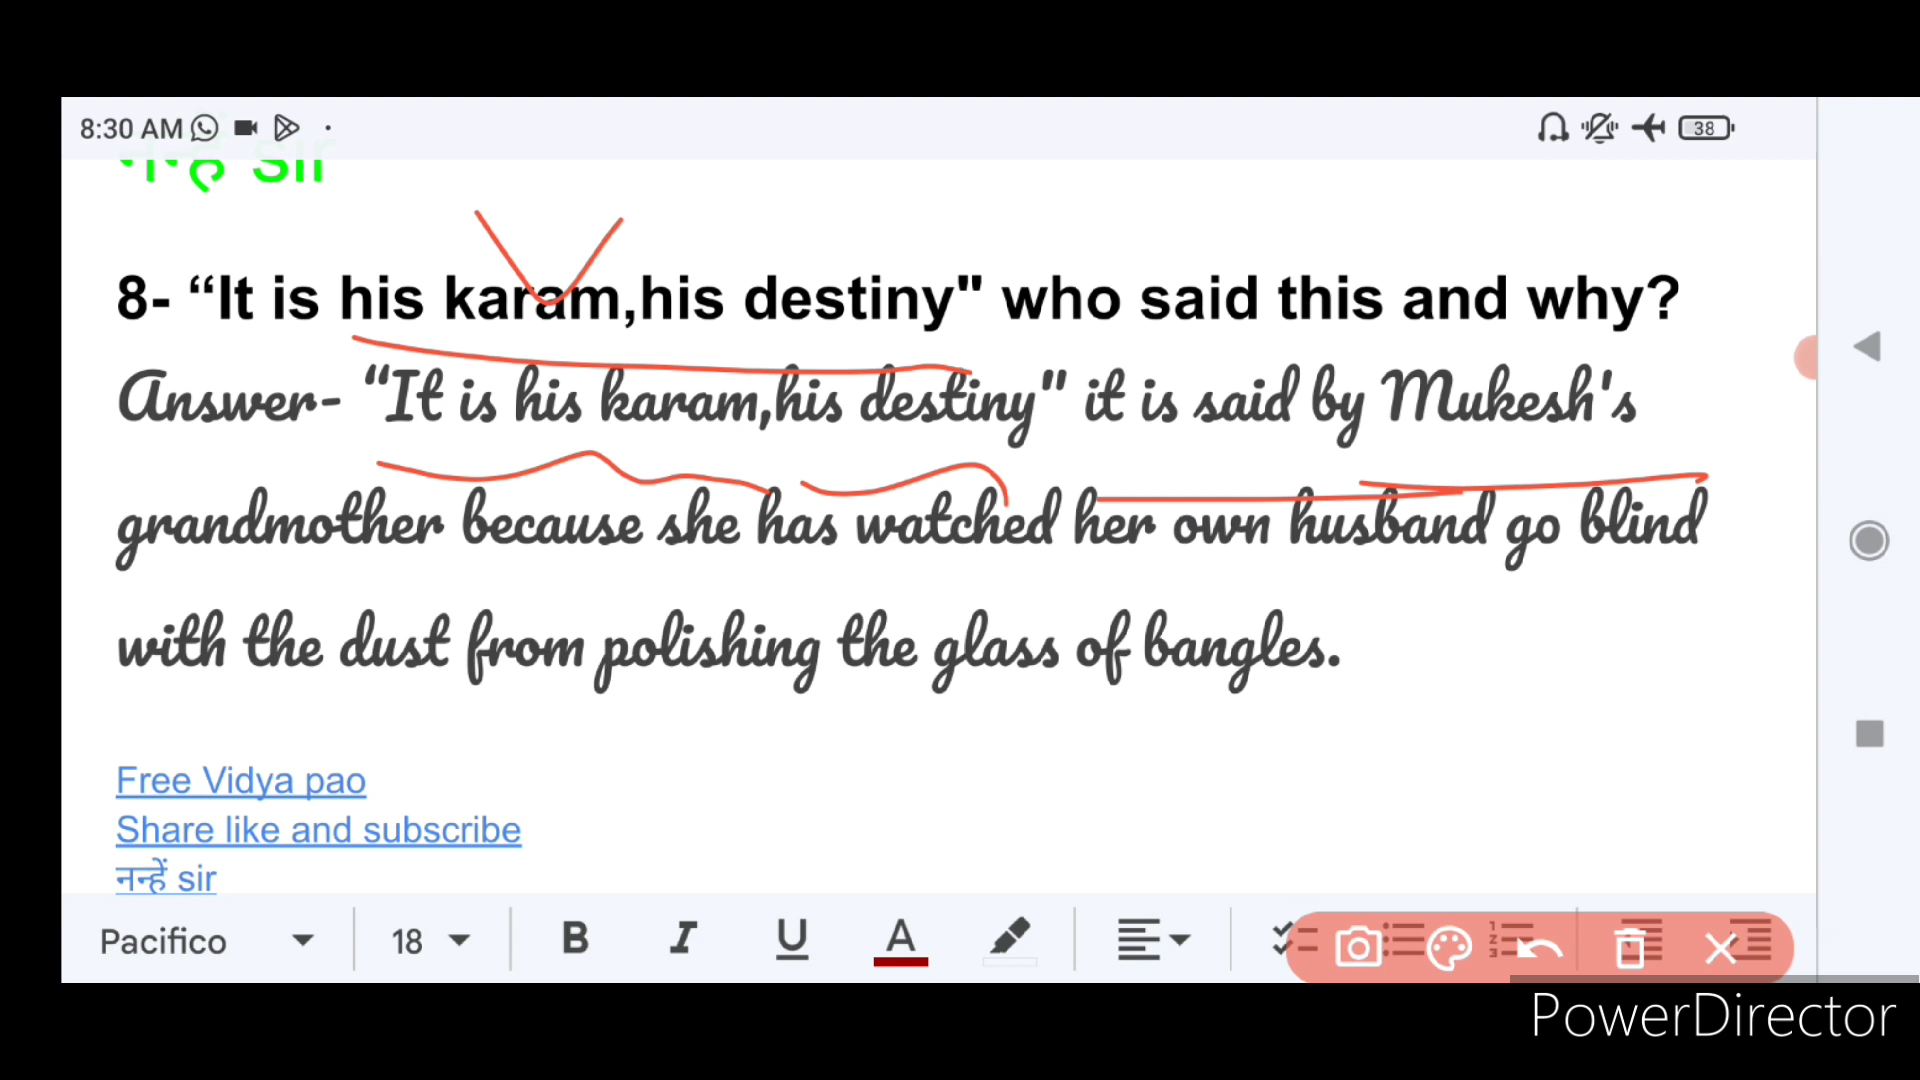 8:30 AM
38
नन्हें sir
8- “It is his karam,his destiny" who said this and why?
Answer- “It is his karam,his destiny" it is said by Mukesh's
grandmother because she has watched her own husband go blind
with the dust from polishing the glass of bangles.
Free Vidya pao
Share like and subscribe
नन्हें sir
Pacifico
18
B I U A
PowerDirector